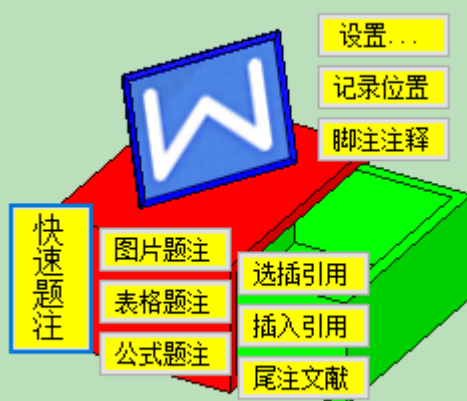 设置...
记录位置
脚注注释
W
快速题注
图片题注
表格题注
公式题注
选插引用
插入引用
尾注文献